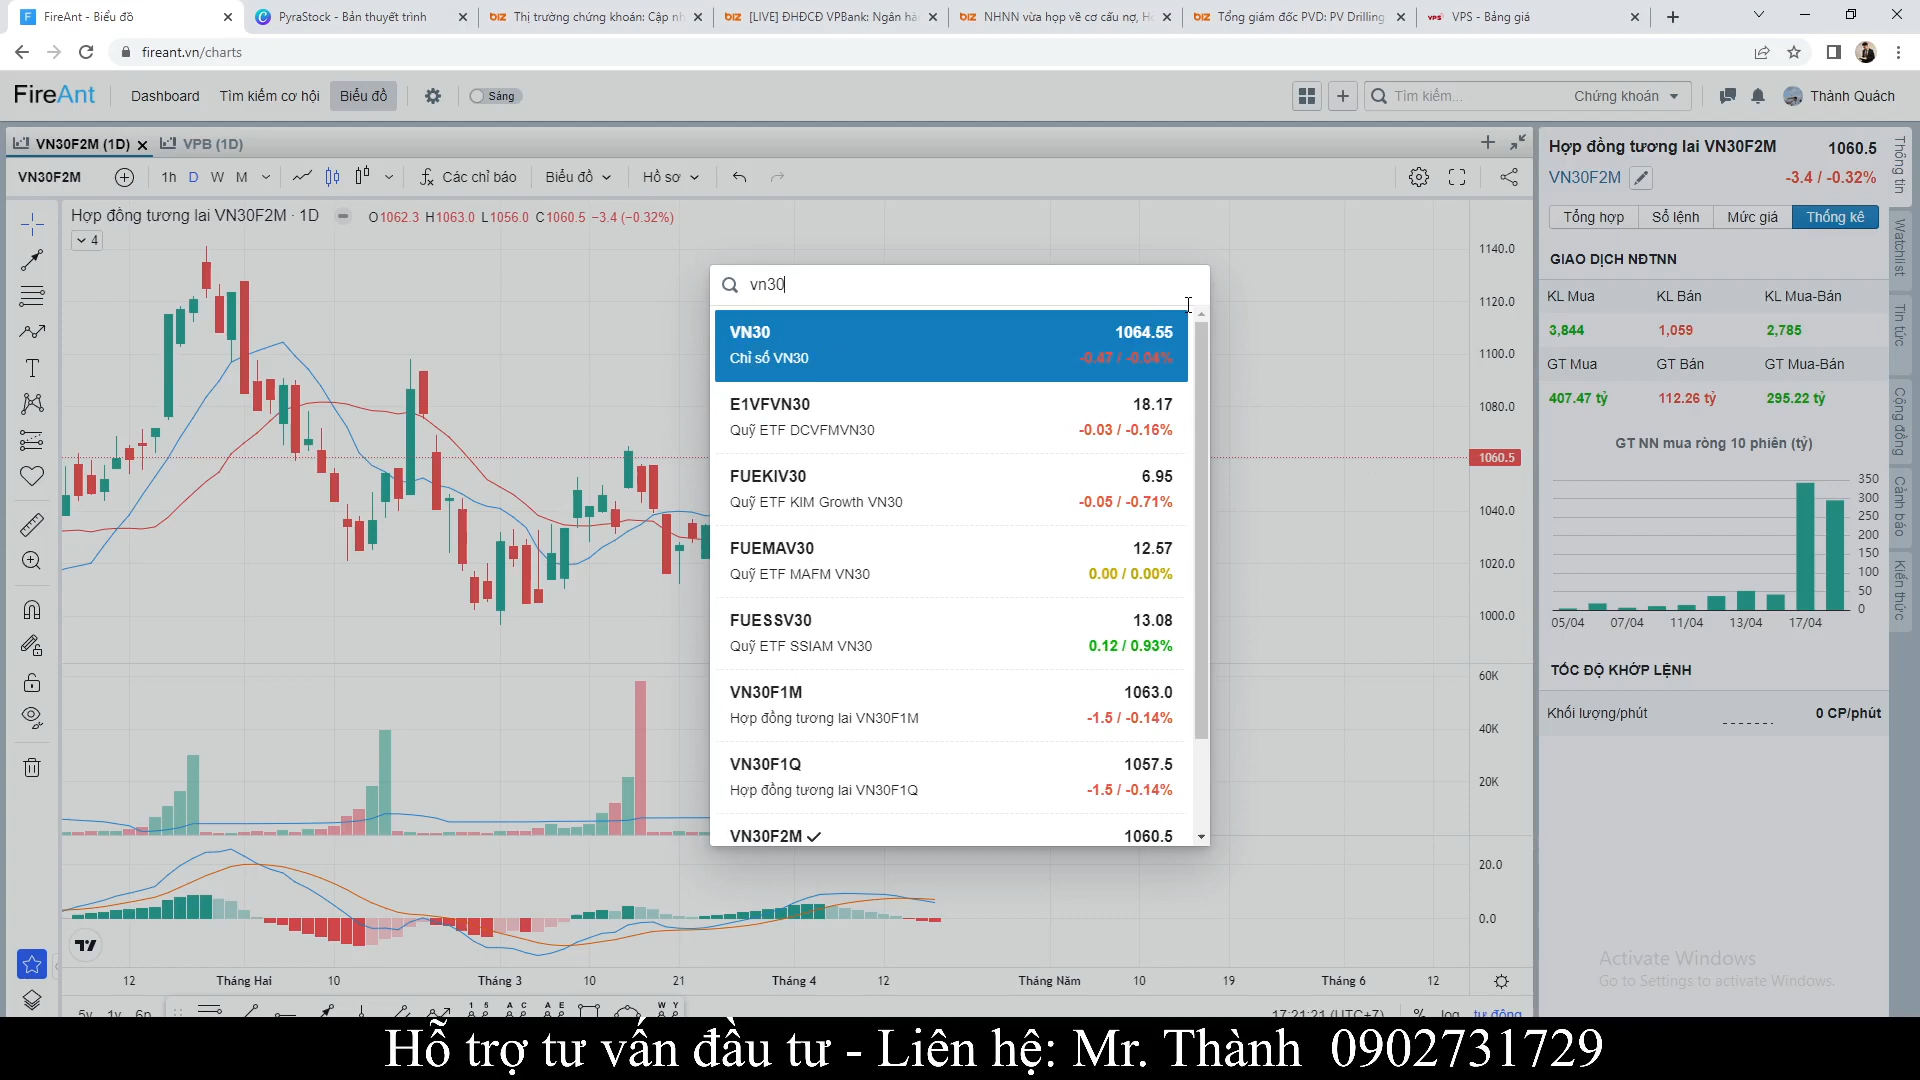 FireAnt - Biểu đồ
PyraStock - Bản thuyết trình
Thị trường chứng khoán: Cập nh
[LIVE] ĐHĐCĐ VPBank: Ngân hà
NHNN vừa họp về cơ cấu nợ, H
Tổng giám đốc PVD: PV Drilling
VPS - Bảng giá
fireant.vn/charts
FireAnt
Dashboard
Tìm kiếm cơ hội
Biểu đồ
Sáng
Tìm kiếm...
Chứng khoán
Thành Quách
VN30F2M (1D)
VPB (1D)
VN30F2M
1h D W M
Các chỉ báo
Biểu đồ
Hồ sơ
Hợp đồng tương lai VN30F2M · 1D
O1062.3 H1063.0 L1056.0 C1060.5 −3.4 (−0.32%)
4
1140.0
1120.0
1100.0
1080.0
1060.5
1040.0
1020.0
1000.0
60K
40K
20K
20.0
0.0
vn30
VN30 1064.55
Chỉ số VN30 -0.47 / -0.04%
E1VFVN30 18.17
Quỹ ETF DCVFMVN30 -0.03 / -0.16%
FUEKIV30 6.95
Quỹ ETF KIM Growth VN30 -0.05 / -0.71%
FUEMAV30 12.57
Quỹ ETF MAFM VN30 0.00 / 0.00%
FUESSV30 13.08
Quỹ ETF SSIAM VN30 0.12 / 0.93%
VN30F1M 1063.0
Hợp đồng tương lai VN30F1M -1.5 / -0.14%
VN30F1Q 1057.5
Hợp đồng tương lai VN30F1Q -1.5 / -0.14%
VN30F2M 1060.5
12 Tháng Hai 10 Tháng 3 10 21 Tháng 4 12 Tháng Năm 10 19 Tháng 6 12
5y 1y 6p
17:21:21 (UTC+7) % log tự động
Hợp đồng tương lai VN30F2M 1060.5
VN30F2M -3.4 / -0.32%
Tổng hợp Sổ lệnh Mức giá Thống kê
GIAO DỊCH NĐTNN
KL Mua KL Bán KL Mua-Bán
3,844 1,059 2,785
GT Mua GT Bán GT Mua-Bán
407.47 tỷ 112.26 tỷ 295.22 tỷ
GT NN mua ròng 10 phiên (tỷ)
350
300
250
200
150
100
50
0
05/04 07/04 11/04 13/04 17/04
TỐC ĐỘ KHỚP LỆNH
Khối lượng/phút 0 CP/phút
Thông tin
Watchlist
Tin tức
Cộng đồng
Cảnh báo
Kiến thức
Activate Windows
Go to Settings to activate Windows.
Hỗ trợ tư vấn đầu tư - Liên hệ: Mr. Thành 0902731729